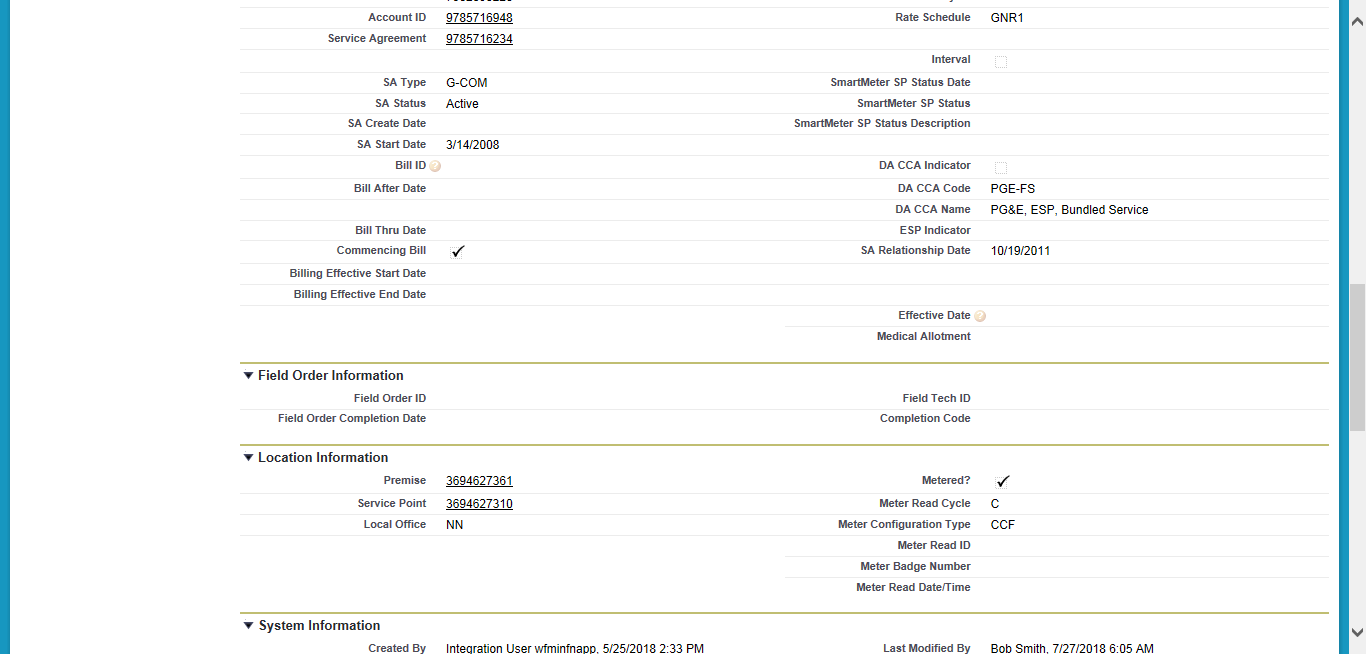 Account ID 9785716948 Rate Schedule GNR1
Service Agreement 9785716234
Interval
SA Type G-COM SmartMeter SP Status Date
SA Status Active SmartMeter SP Status
SA Create Date SmartMeter SP Status Description
SA Start Date 3/14/2008
Bill ID ? DA CCA Indicator
Bill After Date DA CCA Code PGE-FS
DA CCA Name PG&E, ESP, Bundled Service
Bill Thru Date ESP Indicator
Commencing Bill ✓ SA Relationship Date 10/19/2011
Billing Effective Start Date
Billing Effective End Date
Effective Date ?
Medical Allotment
Field Order Information
Field Order ID Field Tech ID
Field Order Completion Date Completion Code
Location Information
Premise 3694627361 Metered? ✓
Service Point 3694627310 Meter Read Cycle C
Local Office NN Meter Configuration Type CCF
Meter Read ID
Meter Badge Number
Meter Read Date/Time
System Information
Created By Integration User wfminfnapp, 5/25/2018 2:33 PM Last Modified By Bob Smith, 7/27/2018 6:05 AM